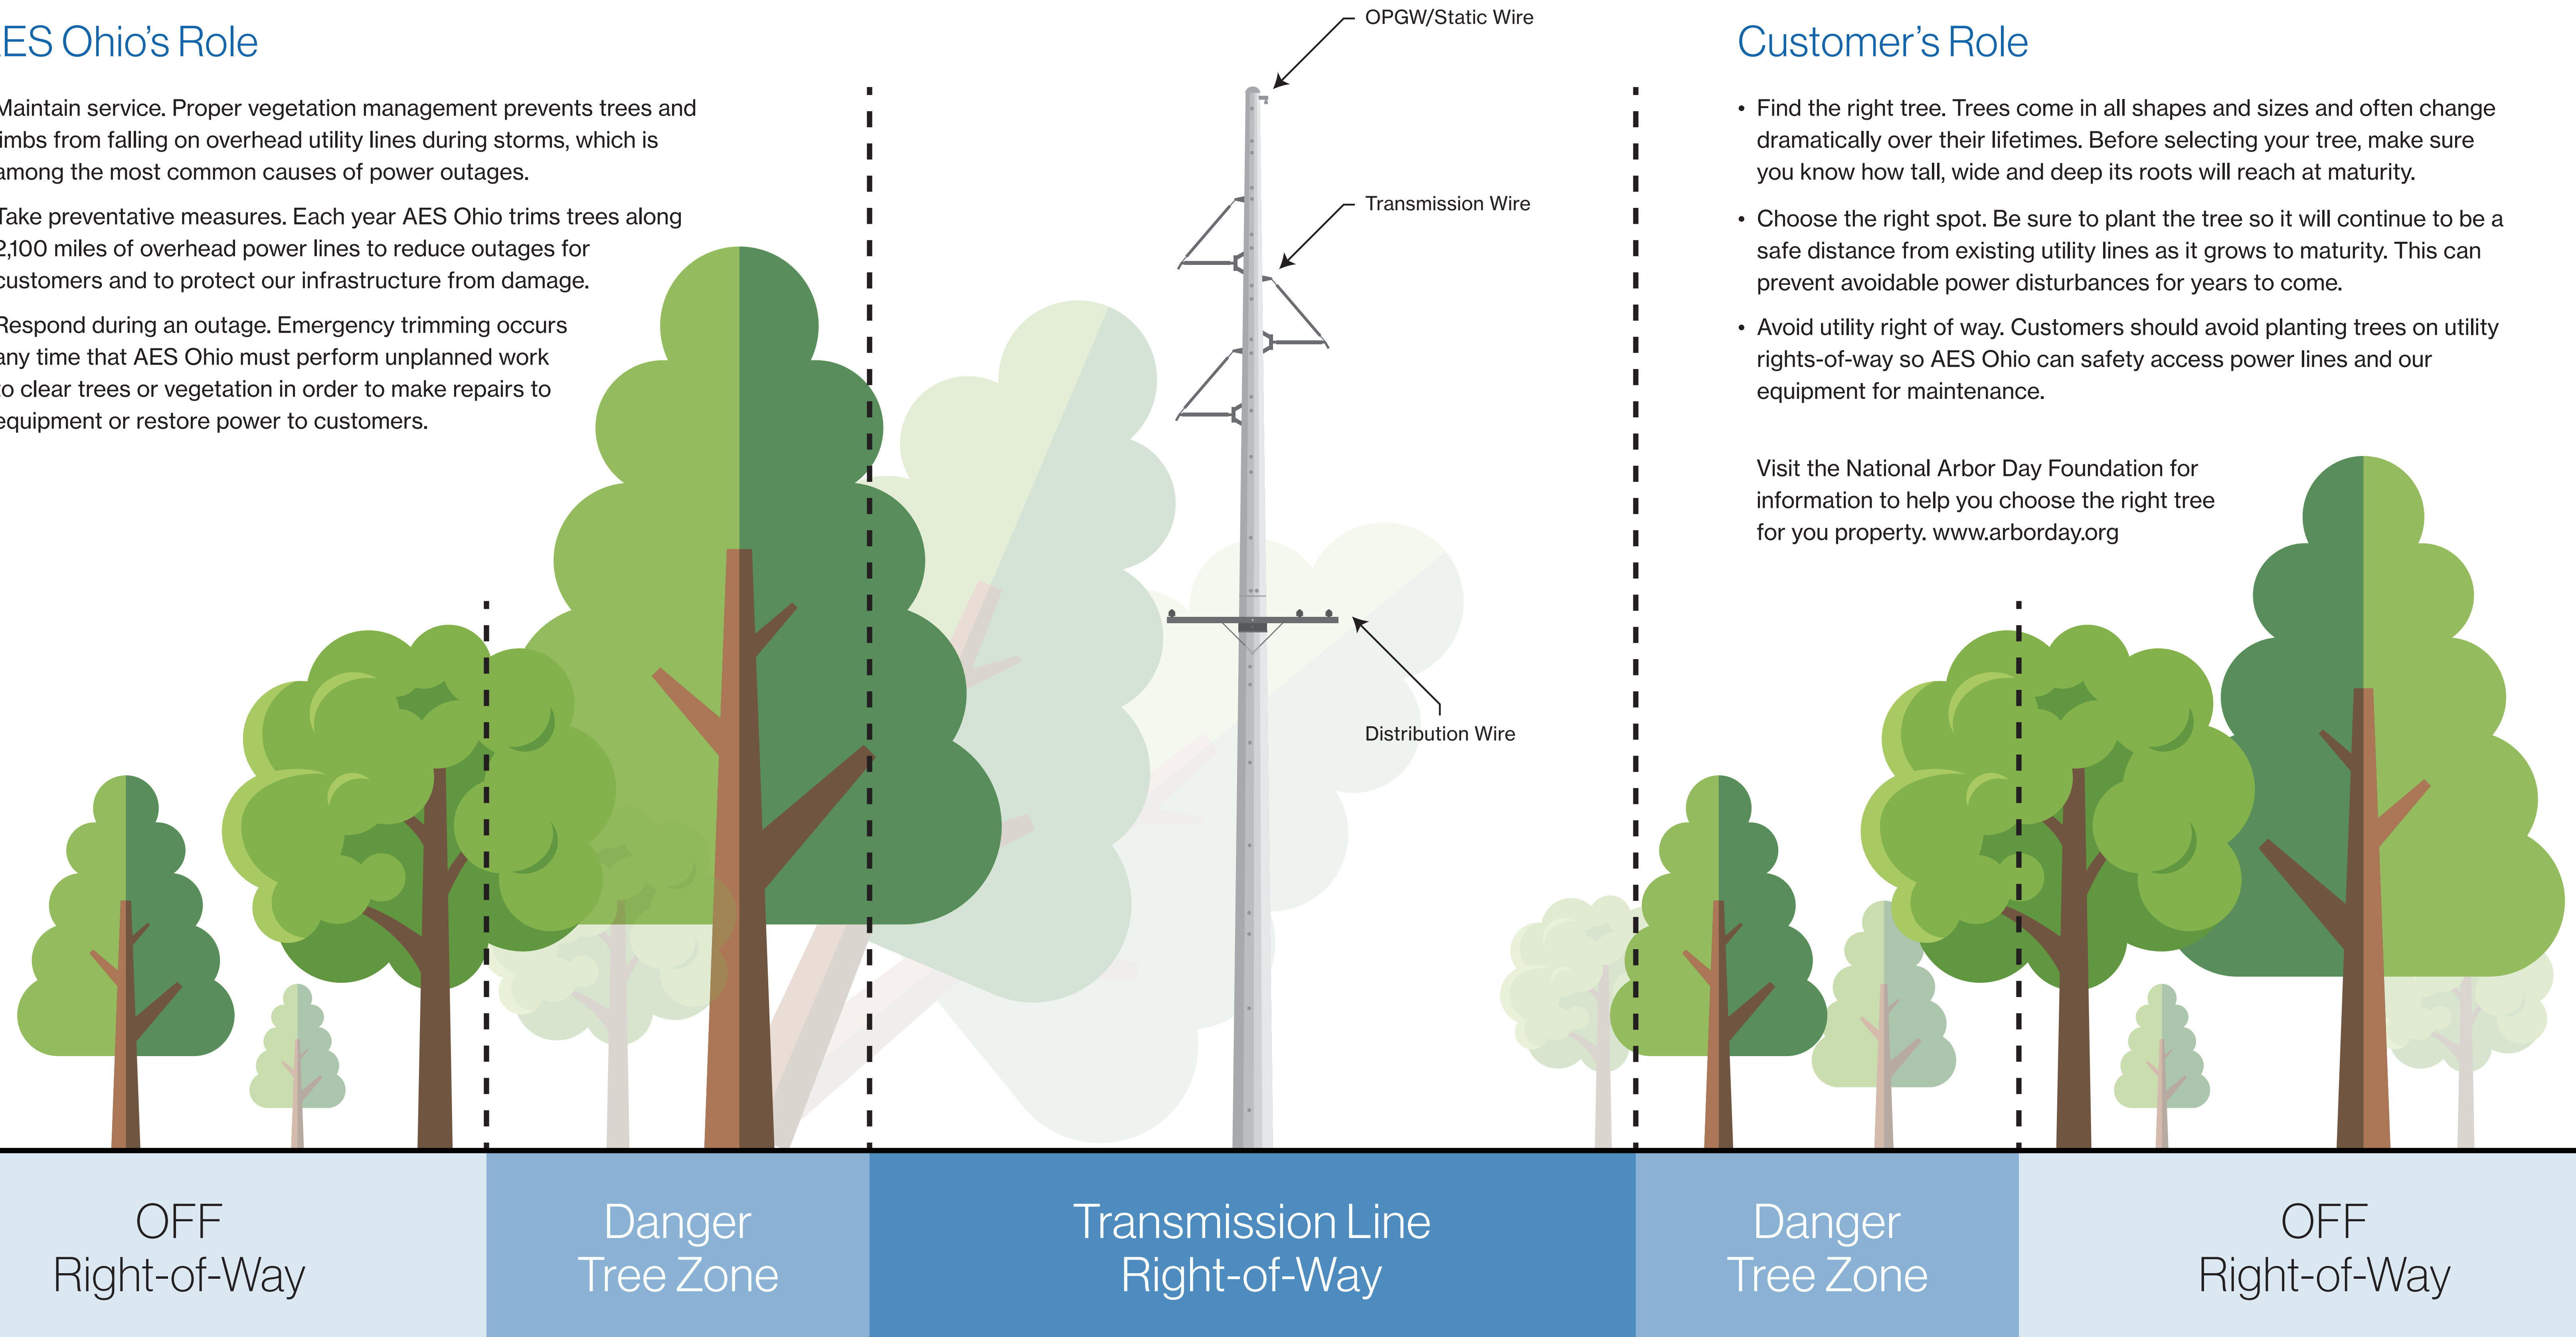 ES Ohio's Role
Maintain service. Proper vegetation management prevents trees and
imbs from falling on overhead utility lines during storms, which is
among the most common causes of power outages.
Take preventative measures. Each year AES Ohio trims trees along
2,100 miles of overhead power lines to reduce outages for
customers and to protect our infrastructure from damage.
Respond during an outage. Emergency trimming occurs
any time that AES Ohio must perform unplanned work
to clear trees or vegetation in order to make repairs to
equipment or restore power to customers.
OPGW/Static Wire
Transmission Wire
Distribution Wire
Customer's Role
• Find the right tree. Trees come in all shapes and sizes and often change
dramatically over their lifetimes. Before selecting your tree, make sure
you know how tall, wide and deep its roots will reach at maturity.
• Choose the right spot. Be sure to plant the tree so it will continue to be a
safe distance from existing utility lines as it grows to maturity. This can
prevent avoidable power disturbances for years to come.
• Avoid utility right of way. Customers should avoid planting trees on utility
rights-of-way so AES Ohio can safety access power lines and our
equipment for maintenance.
Visit the National Arbor Day Foundation for
information to help you choose the right tree
for you property. www.arborday.org
OFF
Right-of-Way
Danger
Tree Zone
Transmission Line
Right-of-Way
Danger
Tree Zone
OFF
Right-of-Way